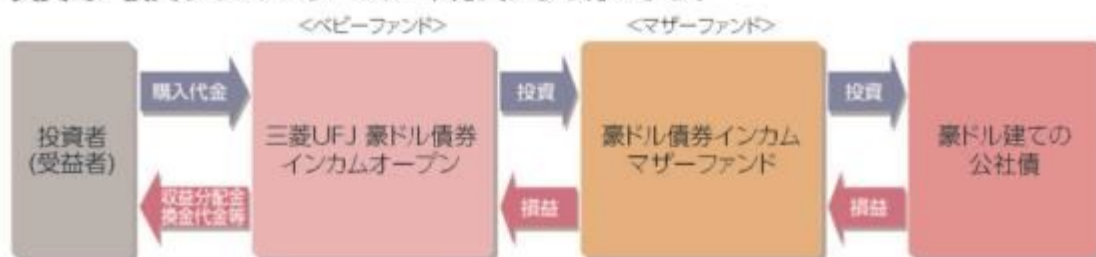 <ベビーファンド>
<マザーファンド>
投資者
(受益者)
購入代金
収益分配金
換金代金等
三菱UFJ 豪ドル債券
インカムオープン
投資
損益
豪ドル債券インカム
マザーファンド
投資
損益
豪ドル建ての
公社債